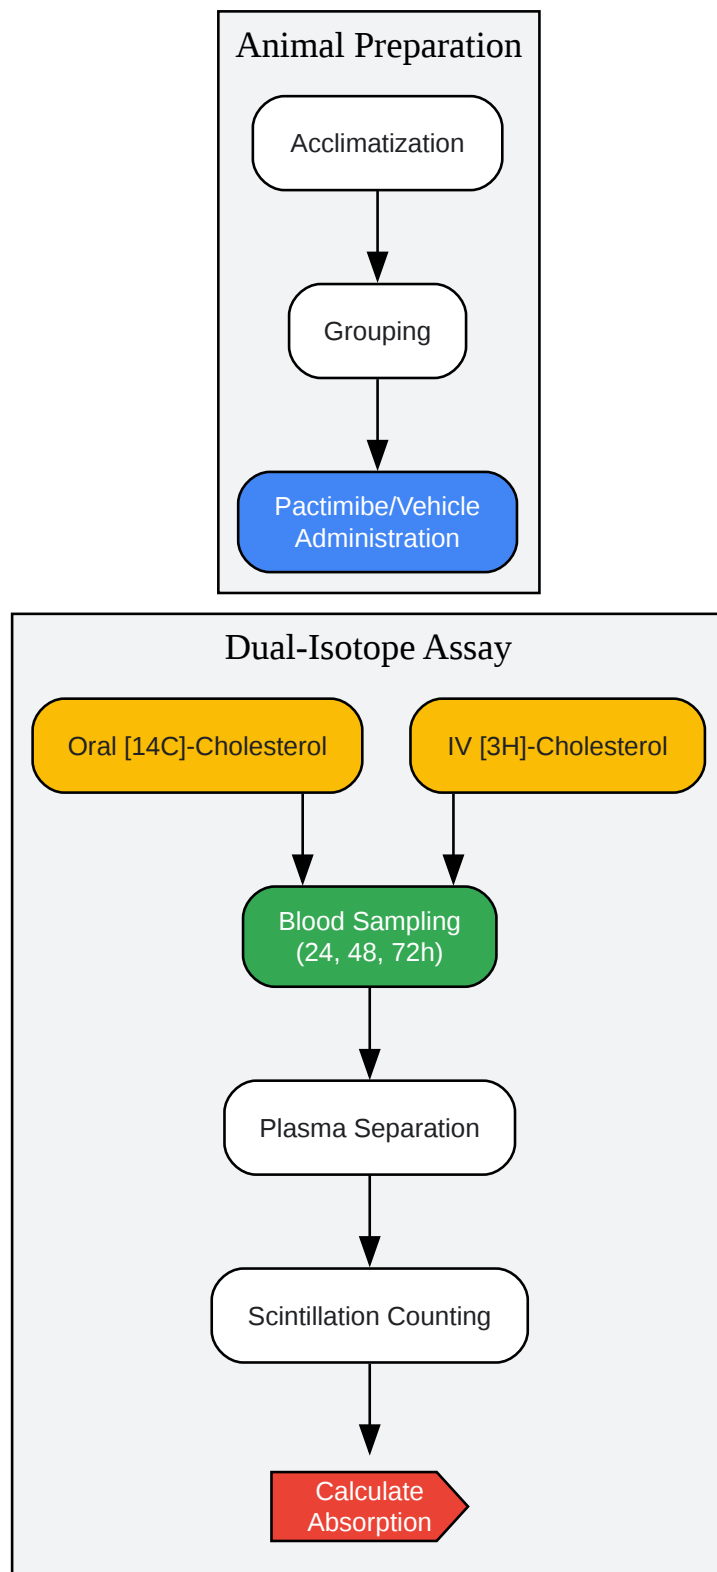 Animal Preparation
Acclimatization
Grouping
Pactimibe/Vehicle
Administration
Dual-Isotope Assay
Oral [14C]-Cholesterol
IV [3H]-Cholesterol
Blood Sampling
(24, 48, 72h)
Plasma Separation
Scintillation Counting
Calculate
Absorption